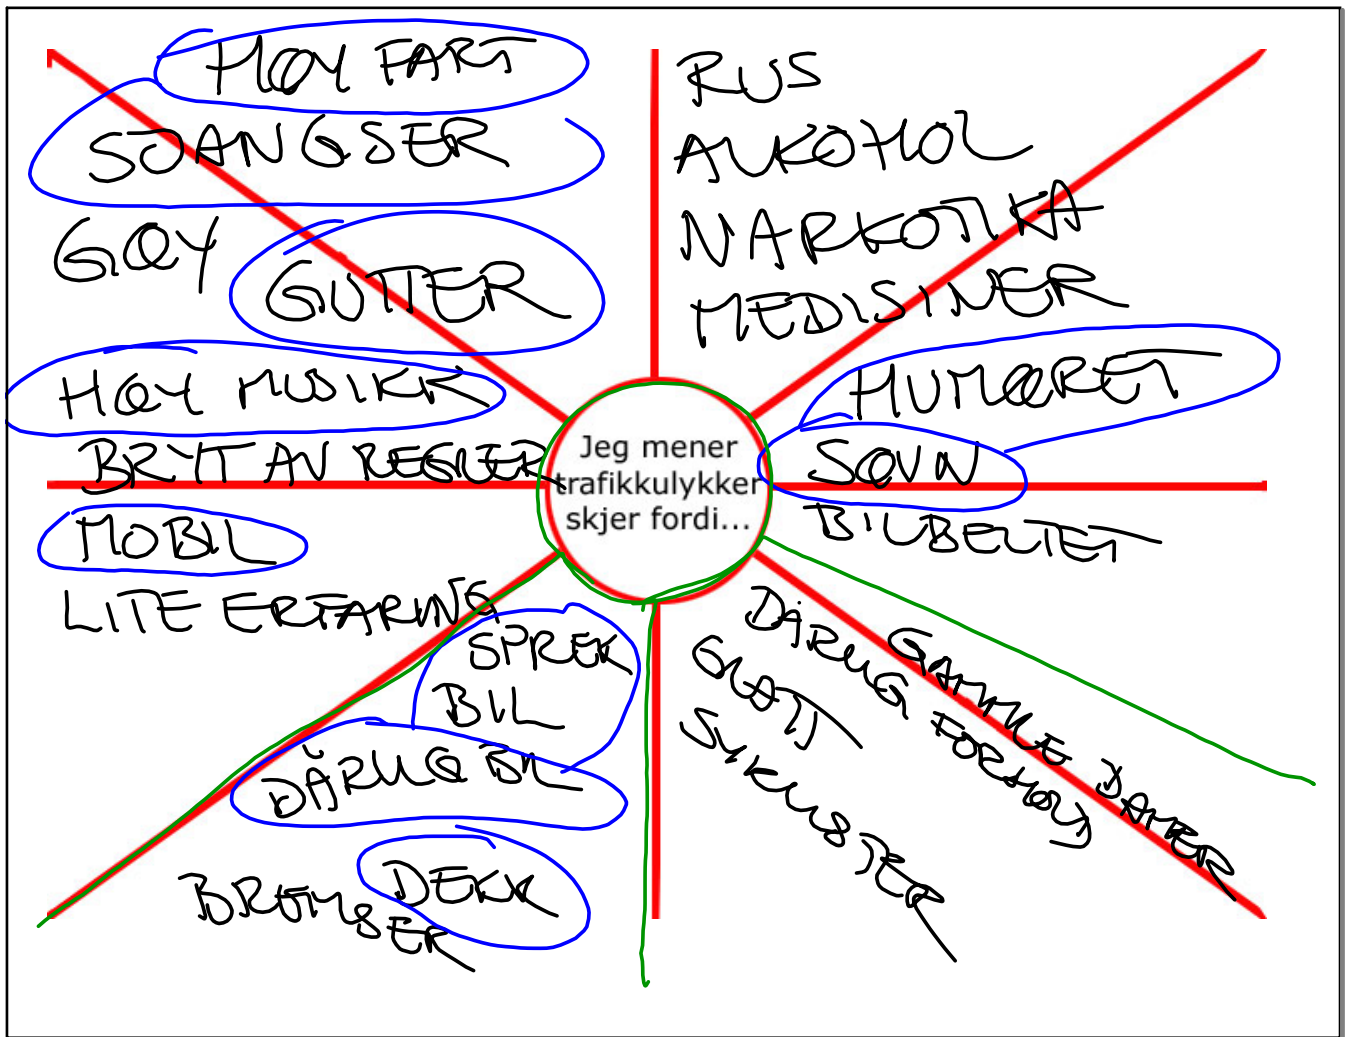 HØY FART
SJANGSER
GØY
GUTTER
HØY MUSIKK
BRYTT AV REGLER
MOBIL
LITE ERFARING
SPREK
BIL
DÅRLIG BIL
DEKK
BREMSER
RUS
ALKOHOL
NARKOTIKA
MEDISINER
HUMØRET
SØVN
BILBELTET
Jeg mener
trafikkulykker
skjer fordi...
GAMLE DAMER
DÅRLIG FORHOLD
GLATT
SYKLISTER